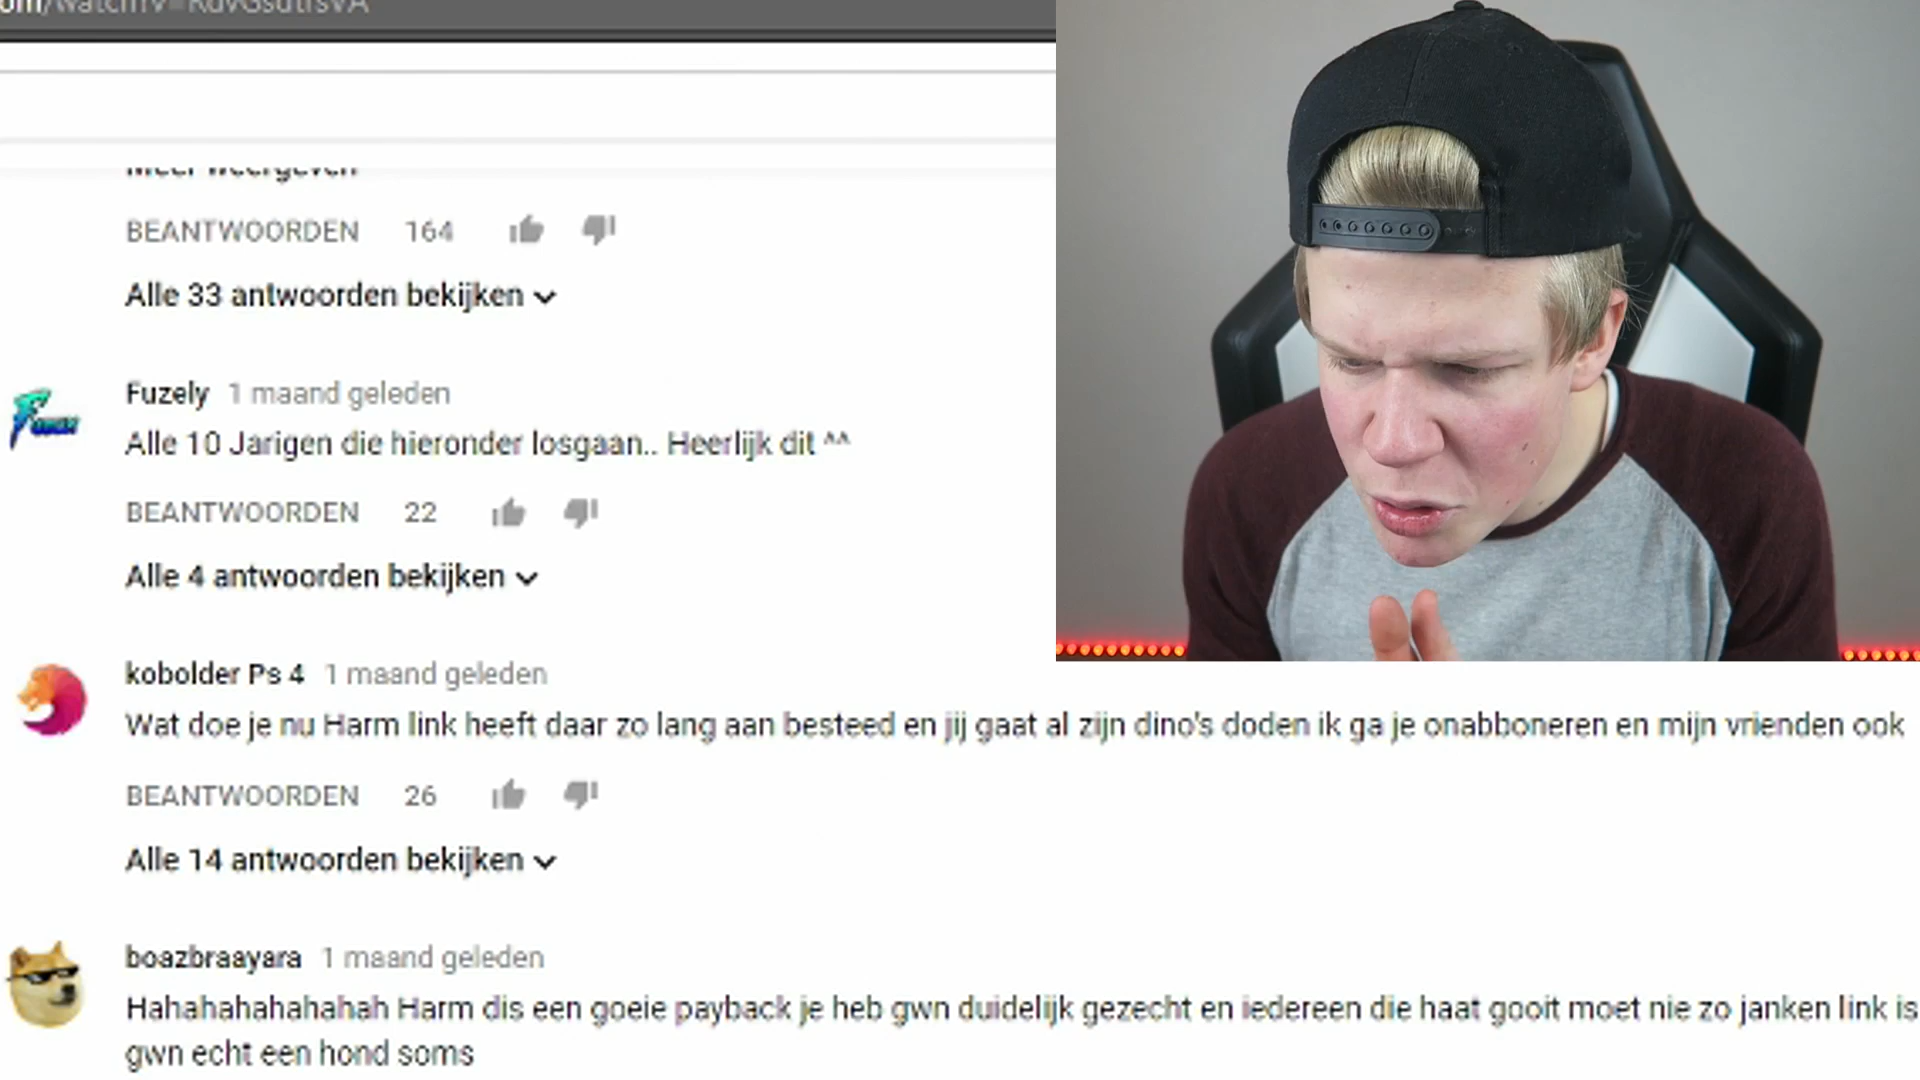 Meer weergeven
BEANTWOORDEN 164
Alle 33 antwoorden bekijken
Fuzely 1 maand geleden
Alle 10 Jarigen die hieronder losgaan.. Heerlijk dit ^^
BEANTWOORDEN 22
Alle 4 antwoorden bekijken
kobolder Ps 4 1 maand geleden
Wat doe je nu Harm link heeft daar zo lang aan besteed en jij gaat al zijn dino's doden ik ga je onabboneren en mijn vrienden ook
BEANTWOORDEN 26
Alle 14 antwoorden bekijken
boazbraayara 1 maand geleden
Hahahahahahahah Harm dis een goeie payback je heb gwn duidelijk gezecht en iedereen die haat gooit moet nie zo janken link is
gwn echt een hond soms